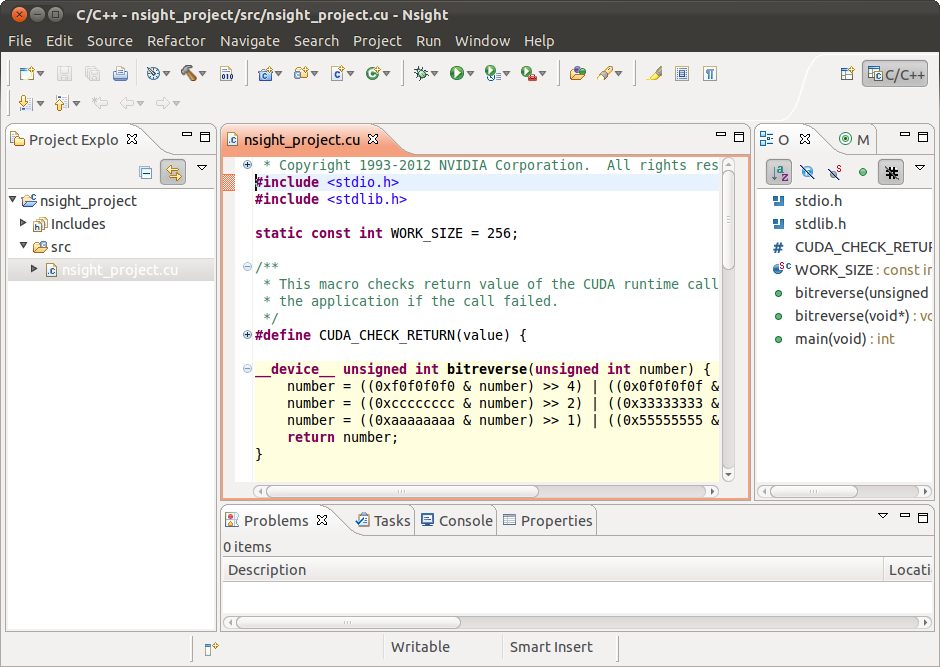 C/C++ - nsight_project/src/nsight_project.cu - Nsight
File Edit Source Refactor Navigate Search Project Run Window Help
010
C/C++
Project Explo
nsight_project
Includes
src
nsight_project.cu
nsight_project.cu
* Copyright 1993-2012 NVIDIA Corporation.  All rights res
#include <stdio.h>
#include <stdlib.h>
static const int WORK_SIZE = 256;
/**
* This macro checks return value of the CUDA runtime call
* the application if the call failed.
*/
#define CUDA_CHECK_RETURN(value) {
__device__ unsigned int bitreverse(unsigned int number) {
number = ((0xf0f0f0f0 & number) >> 4) | ((0x0f0f0f0f &
number = ((0xcccccccc & number) >> 2) | ((0x33333333 &
number = ((0xaaaaaaaa & number) >> 1) | ((0x55555555 &
return number;
}
O M
stdio.h
stdlib.h
# CUDA_CHECK_RETUR
WORK_SIZE : const in
bitreverse(unsigned
bitreverse(void*) : vo
main(void) : int
Problems Tasks Console Properties
0 items
Description Locati
Writable Smart Insert